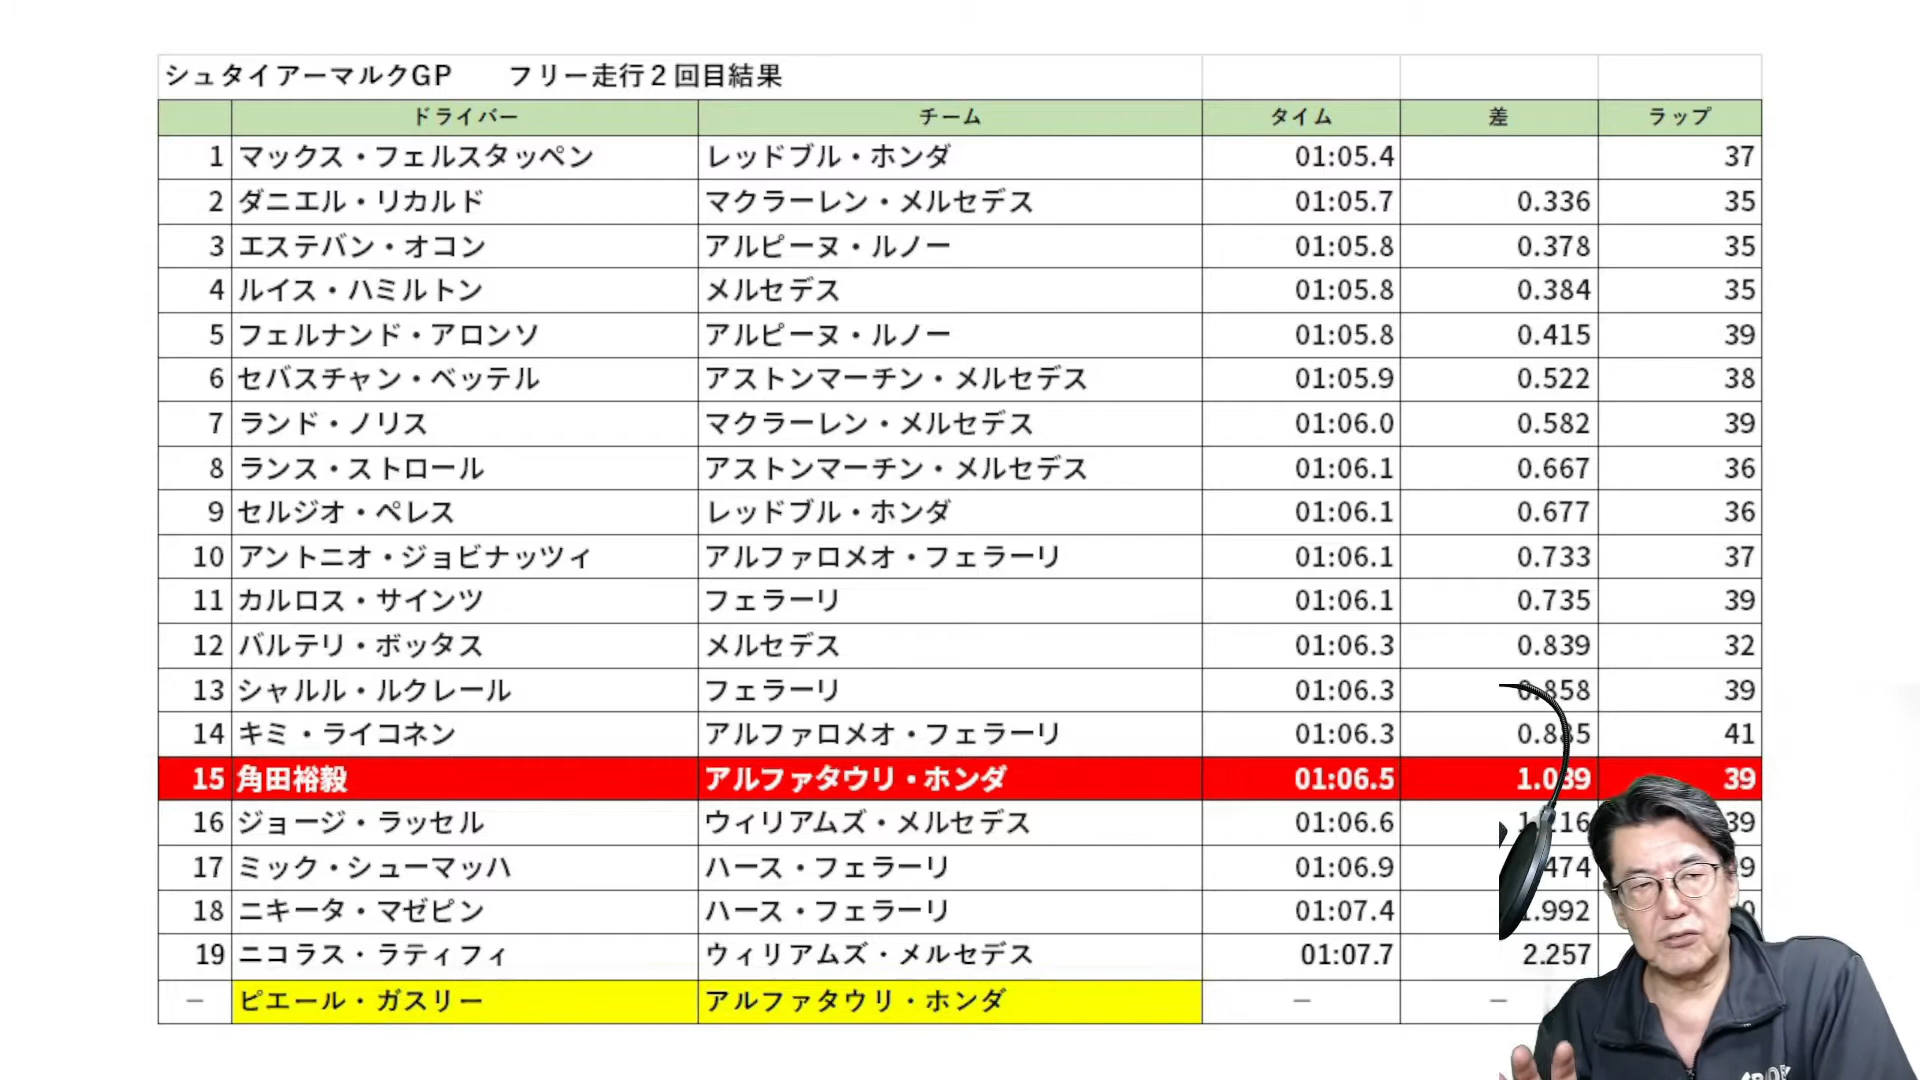 シュタイアーマルクGP フリー走行２回目結果
ドライバー チーム タイム 差 ラップ
1 マックス・フェルスタッペン レッドブル・ホンダ 01:05.4 37
2 ダニエル・リカルド マクラーレン・メルセデス 01:05.7 0.336 35
3 エステバン・オコン アルピーヌ・ルノー 01:05.8 0.378 35
4 ルイス・ハミルトン メルセデス 01:05.8 0.384 35
5 フェルナンド・アロンソ アルピーヌ・ルノー 01:05.8 0.415 39
6 セバスチャン・ベッテル アストンマーチン・メルセデス 01:05.9 0.522 38
7 ランド・ノリス マクラーレン・メルセデス 01:06.0 0.582 39
8 ランス・ストロール アストンマーチン・メルセデス 01:06.1 0.667 36
9 セルジオ・ペレス レッドブル・ホンダ 01:06.1 0.677 36
10 アントニオ・ジョビナッツィ アルファロメオ・フェラーリ 01:06.1 0.733 37
11 カルロス・サインツ フェラーリ 01:06.1 0.735 39
12 バルテリ・ボッタス メルセデス 01:06.3 0.839 32
13 シャルル・ルクレール フェラーリ 01:06.3 0.858 39
14 キミ・ライコネン アルファロメオ・フェラーリ 01:06.3 41
15 角田裕毅 アルファタウリ・ホンダ 01:06.5 39
16 ジョージ・ラッセル ウィリアムズ・メルセデス 01:06.6 39
17 ミック・シューマッハ ハース・フェラーリ 01:06.9
18 ニキータ・マゼピン ハース・フェラーリ 01:07.4
19 ニコラス・ラティフィ ウィリアムズ・メルセデス 01:07.7 2.257
− ピエール・ガスリー アルファタウリ・ホンダ − −